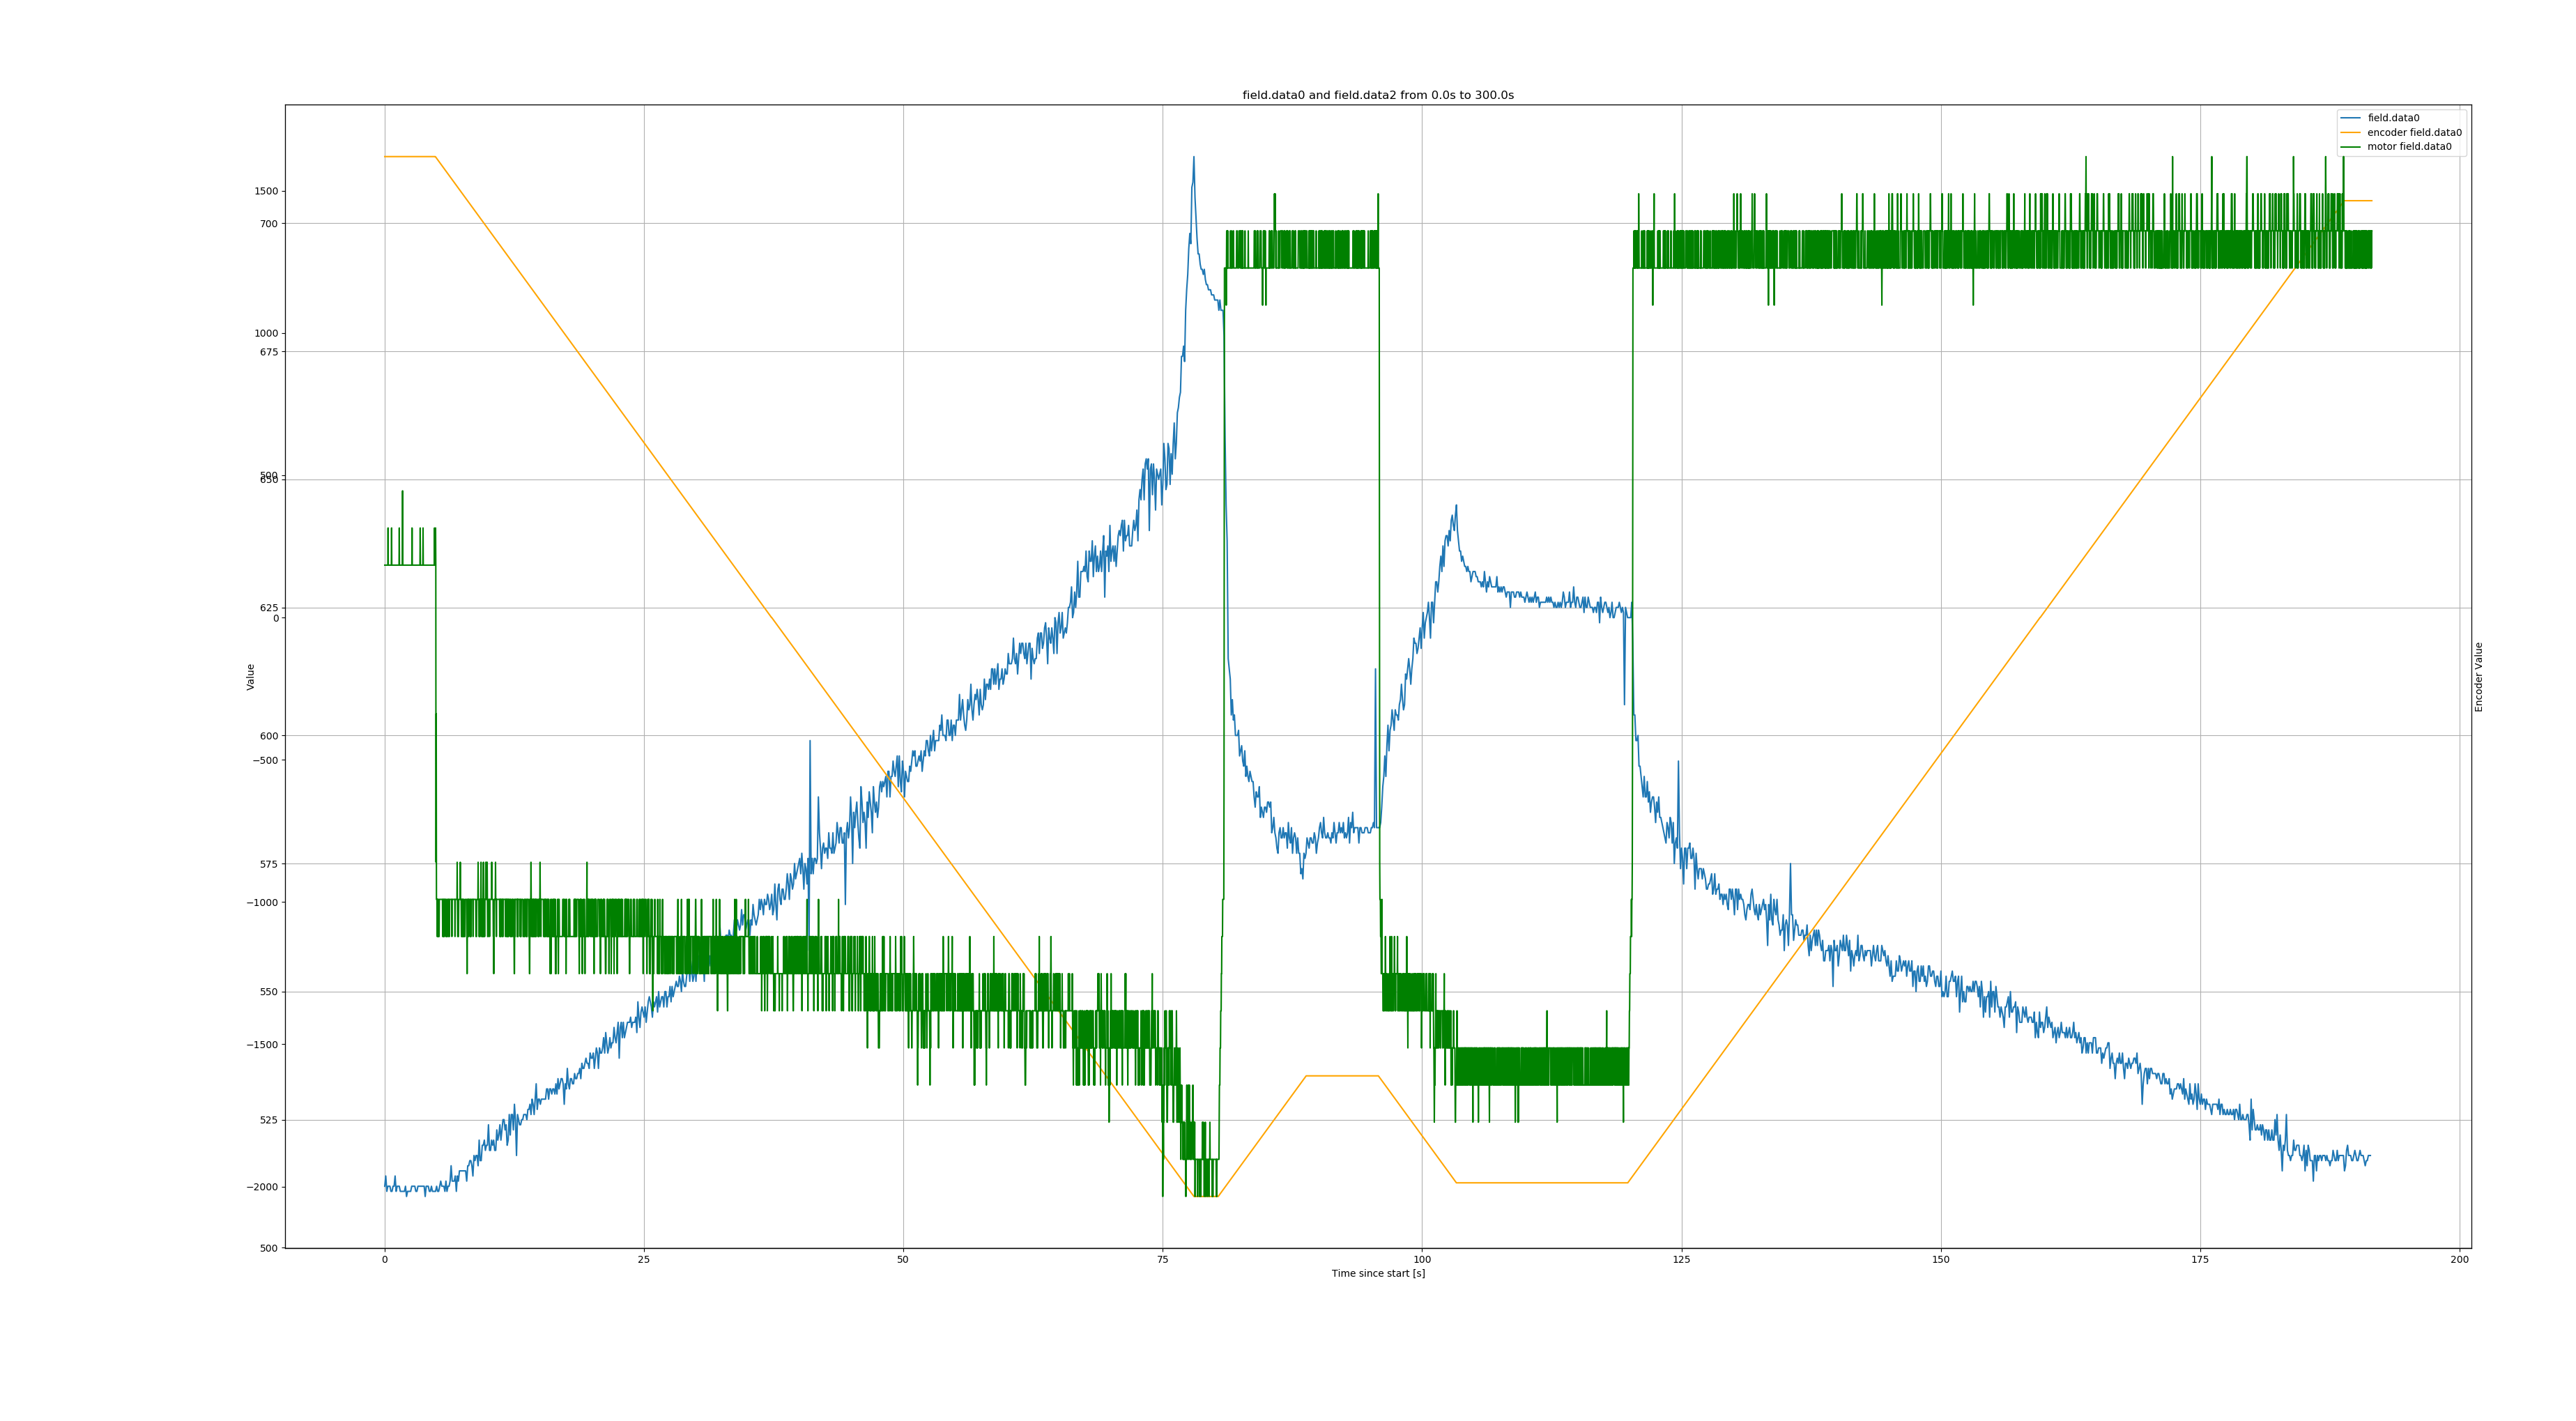 field.data0 and field.data2 from 0.0s to 300.0s
field.data0
encoder field.data0
motor field.data0
1500
700
1000
675
500
650
625
0
600
−500
575
−1000
550
−1500
525
−2000
500
Value
Encoder Value
0 25 50 75 100 125 150 175 200
Time since start [s]